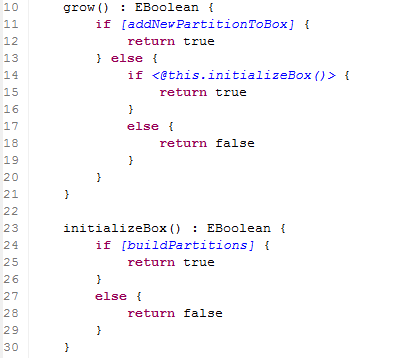 10 grow() : EBoolean {
11 if [addNewPartitionToBox] {
12 return true
13 } else {
14 if <@this.initializeBox()> {
15 return true
16 }
17 else {
18 return false
19 }
20 }
21 }
22
23 initializeBox() : EBoolean {
24 if [buildPartitions] {
25 return true
26 }
27 else {
28 return false
29 }
30 }